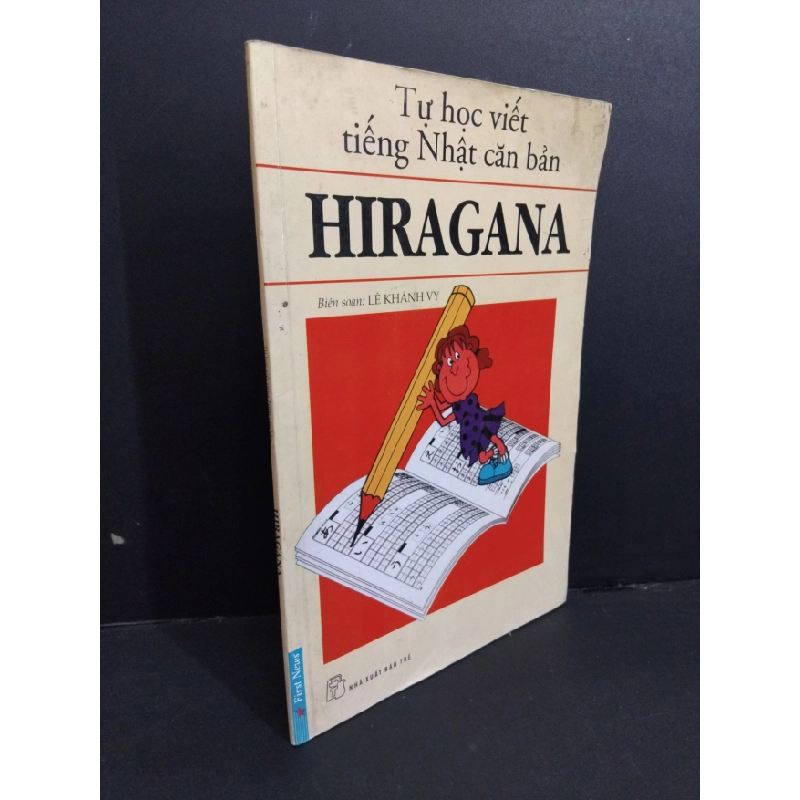 Tự học viết
tiếng Nhật căn bản
HIRAGANA
Biên soạn: LÊ KHÁNH VY
あ
First News
NHÀ XUẤT BẢN TRẺ